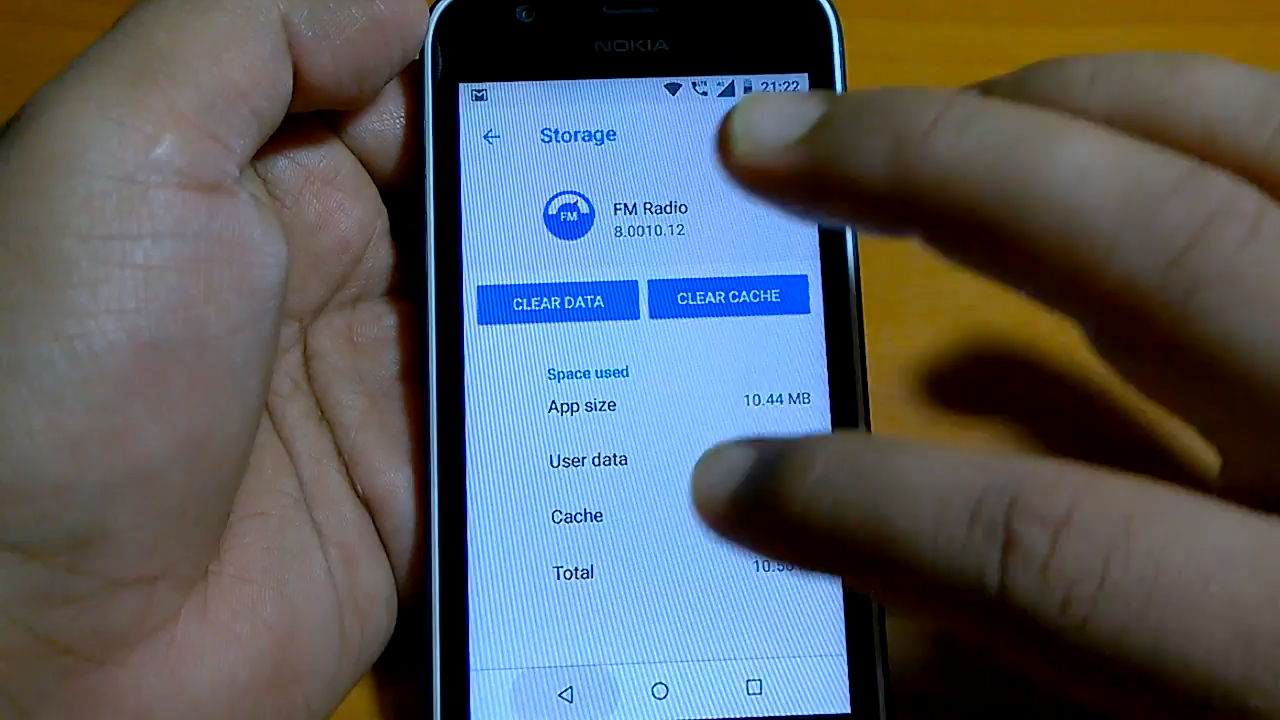 NOKIA
21:22
Storage
FM
FM Radio
8.0010.12
CLEAR DATA
CLEAR CACHE
Space used
App size
10.44 MB
User data
Cache
Total